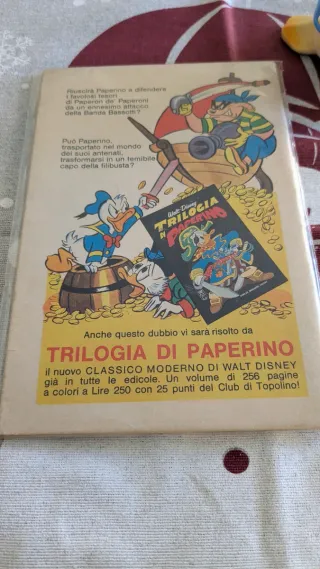 Riuscirà Paperino a difendere
i favolosi tesori
di Paperon de' Paperoni
da un ennesimo attacco
della Banda Bassotti?
Può Paperino,
trasportato nel mondo
dei suoi antenati,
trasformarsi in un temibile
capo della filibusta?
Walt Disney
TRILOGIA
DI
PAPERINO
Anche questo dubbio vi sarà risolto da
TRILOGIA DI PAPERINO
il nuovo CLASSICO MODERNO DI WALT DISNEY
già in tutte le edicole. Un volume di 256 pagine
a colori a Lire 250 con 25 punti del Club di Topolino!